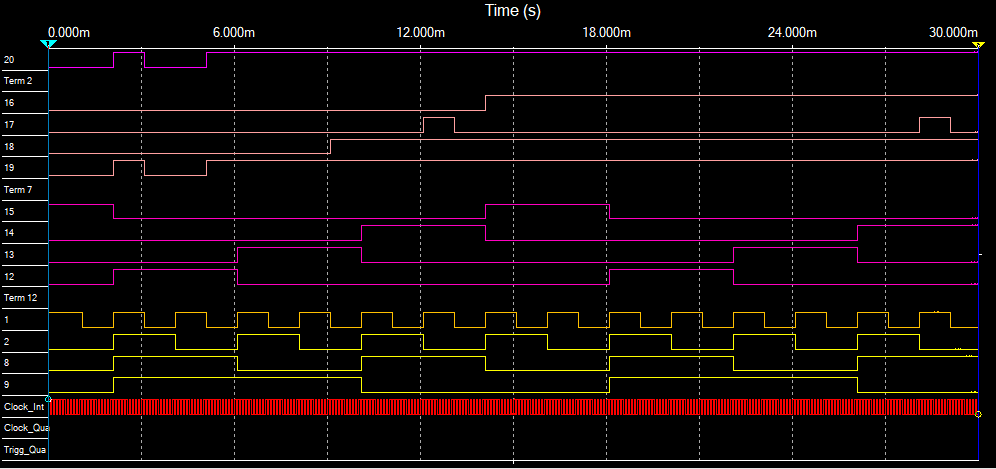 Time (s)
0.000m 6.000m 12.000m 18.000m 24.000m 30.000m
20
Term 2
16
17
18
19
Term 7
15
14
13
12
Term 12
1
2
8
9
Clock_Int
Clock_Qua
Trigg_Qua